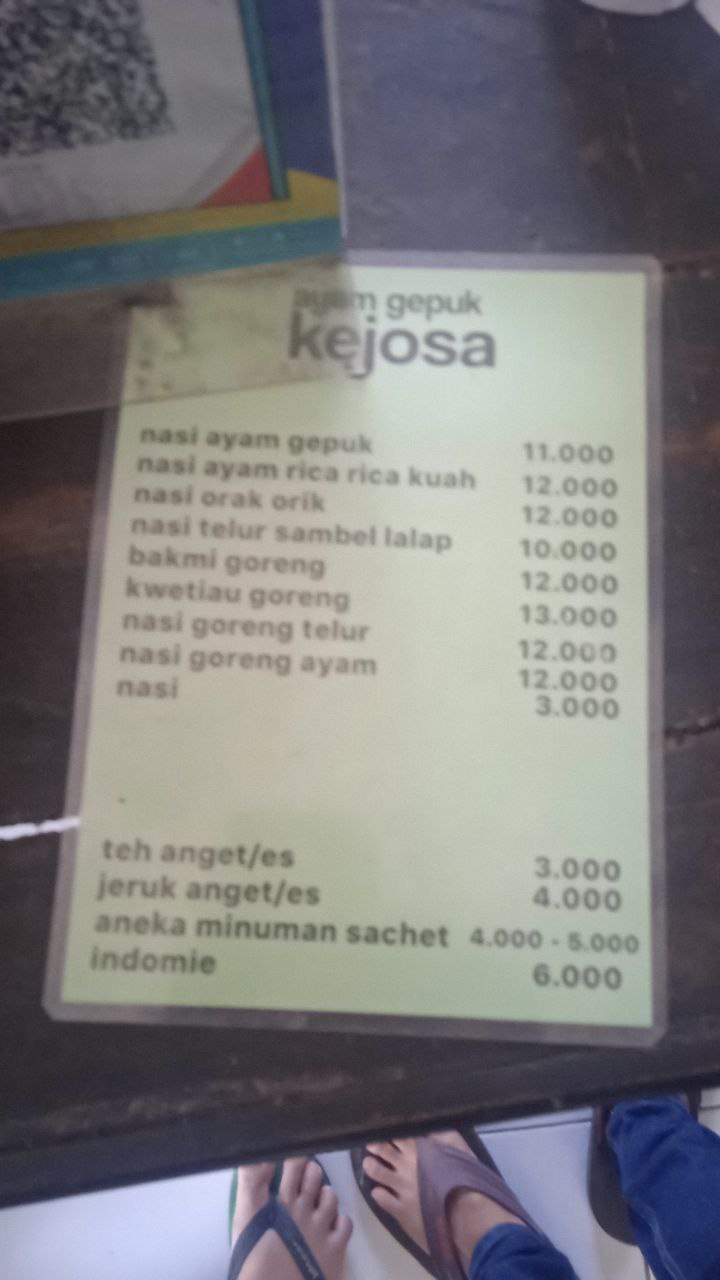 ayam gepuk
kejosa
nasi ayam gepuk 11.000
nasi ayam rica rica kuah 12.000
nasi orak orik 12.000
nasi telur sambel lalap 10.000
bakmi goreng 12.000
kwetiau goreng 13.000
nasi goreng telur 12.000
nasi goreng ayam 12.000
nasi 3.000
teh anget/es 3.000
jeruk anget/es 4.000
aneka minuman sachet 4.000 - 5.000
indomie 6.000